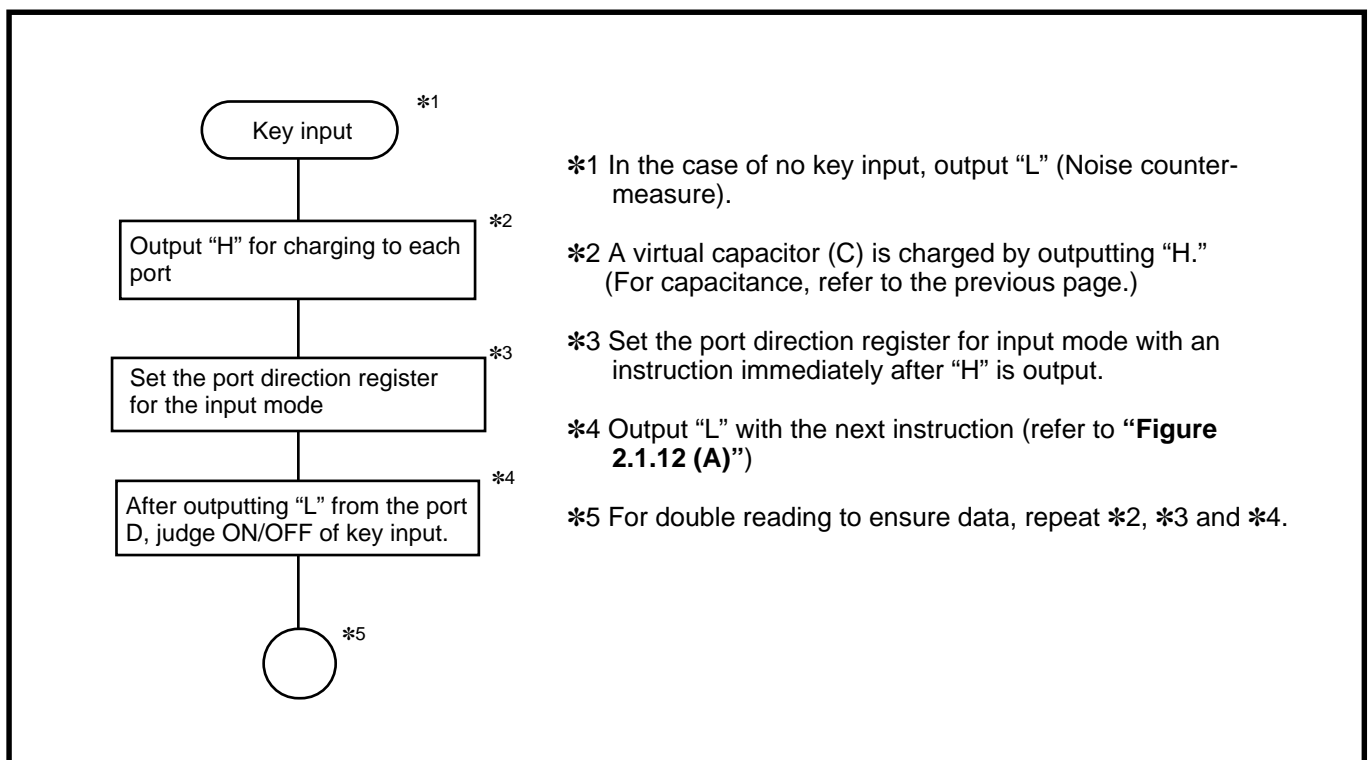 Key input
✽1
Output “H” for charging to each
port
✽2
Set the port direction register
for the input mode
✽3
After outputting “L” from the port
D, judge ON/OFF of key input.
✽4
✽5
✽1 In the case of no key input, output “L” (Noise counter-
measure).
✽2 A virtual capacitor (C) is charged by outputting “H.”
(For capacitance, refer to the previous page.)
✽3 Set the port direction register for input mode with an
instruction immediately after “H” is output.
✽4 Output “L” with the next instruction (refer to “Figure
2.1.12 (A)”)
✽5 For double reading to ensure data, repeat ✽2, ✽3 and ✽4.